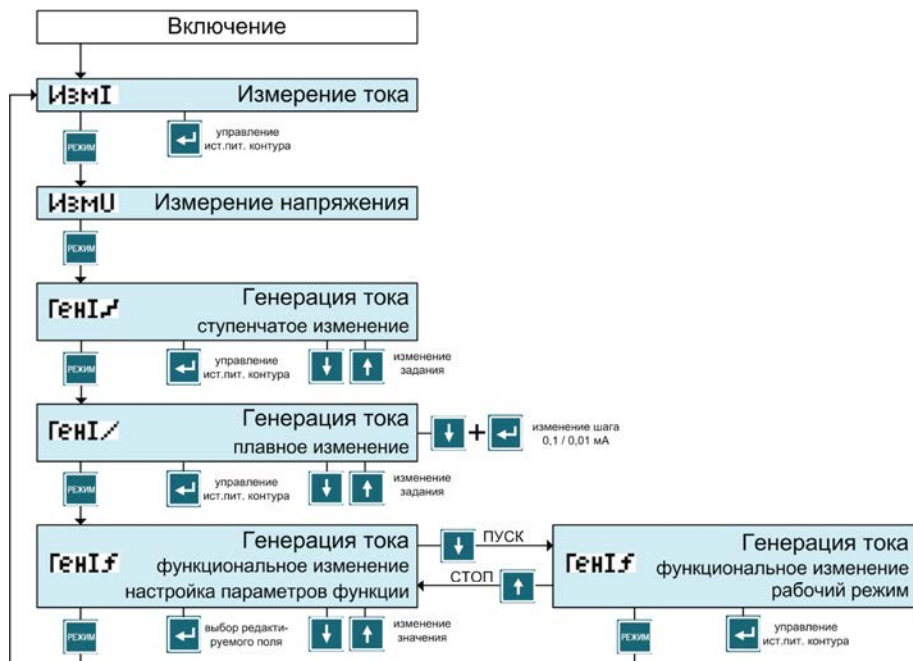 Включение
ИзмI Измерение тока
РЕЖИМ
управление
ист.пит. контура
ИзмU Измерение напряжения
РЕЖИМ
ГенI Генерация тока
ступенчатое изменение
РЕЖИМ
управление
ист.пит. контура
изменение
задания
ГенI Генерация тока
плавное изменение
+
изменение шага
0,1 / 0,01 мА
РЕЖИМ
управление
ист.пит. контура
изменение
задания
ГенIf Генерация тока
функциональное изменение
настройка параметров функции
ПУСК
СТОП
ГенIf Генерация тока
функциональное изменение
рабочий режим
РЕЖИМ
выбор редакти-
руемого поля
изменение
значения
РЕЖИМ
управление
ист.пит. контура